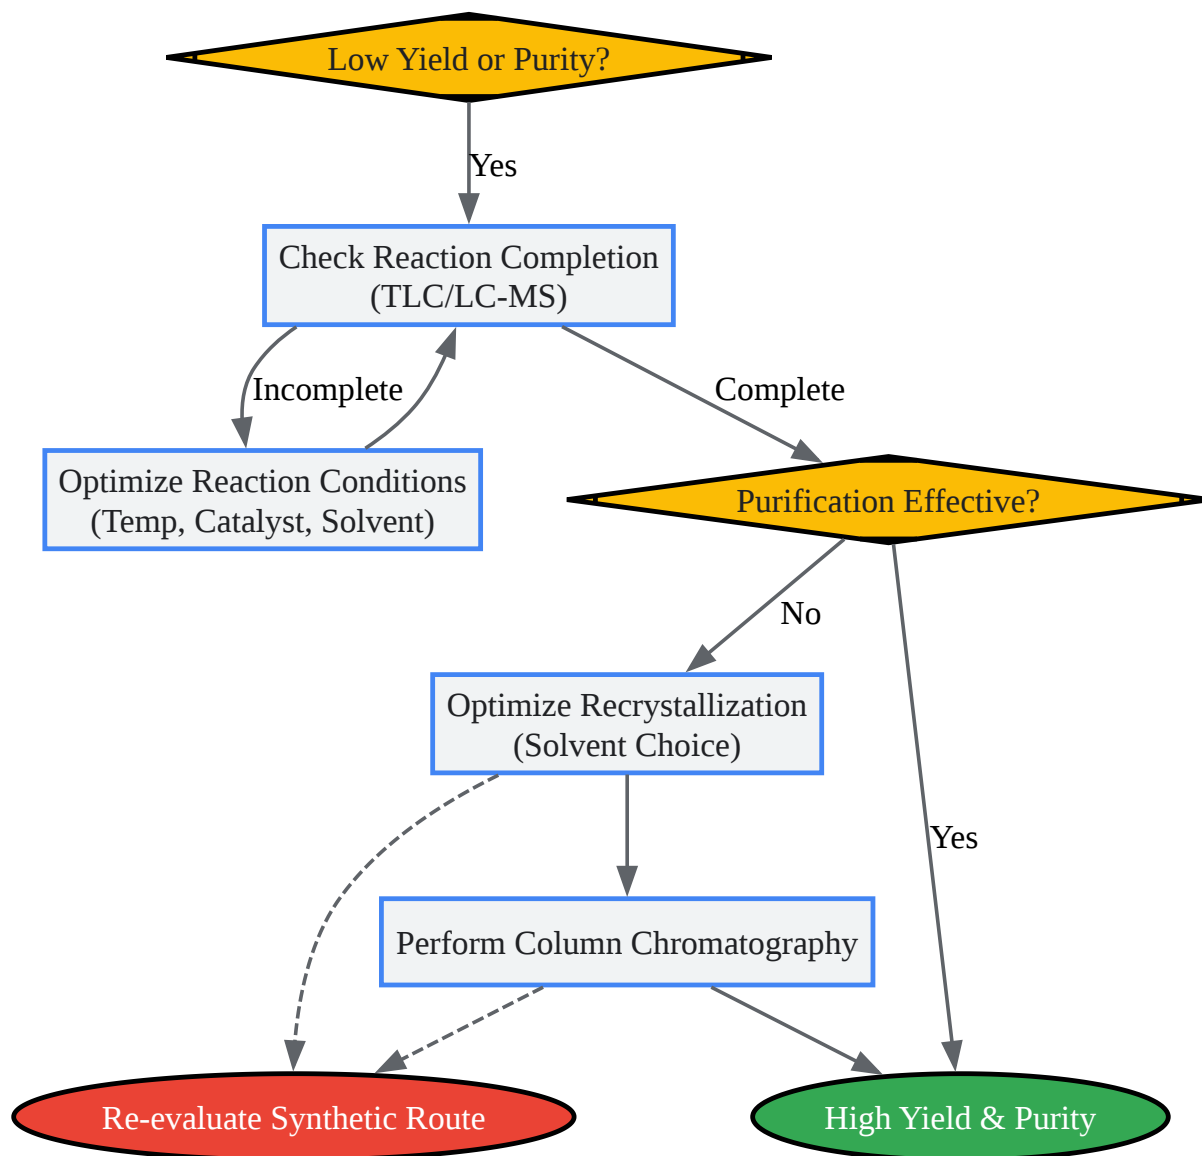 Low Yield or Purity?
Yes
Check Reaction Completion
(TLC/LC-MS)
Incomplete
Complete
Optimize Reaction Conditions
(Temp, Catalyst, Solvent)
Purification Effective?
No
Optimize Recrystallization
(Solvent Choice)
Yes
Perform Column Chromatography
Re-evaluate Synthetic Route
High Yield & Purity